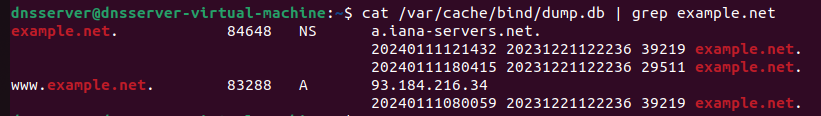 dnsserver@dnsserver-virtual-machine:~$ cat /var/cache/bind/dump.db | grep example.net
example.net. 84648 NS a.iana-servers.net.
20240111121432 20231221122236 39219 example.net.
20240111180415 20231221122236 29511 example.net.
www.example.net. 83288 A 93.184.216.34
20240111080059 20231221122236 39219 example.net.